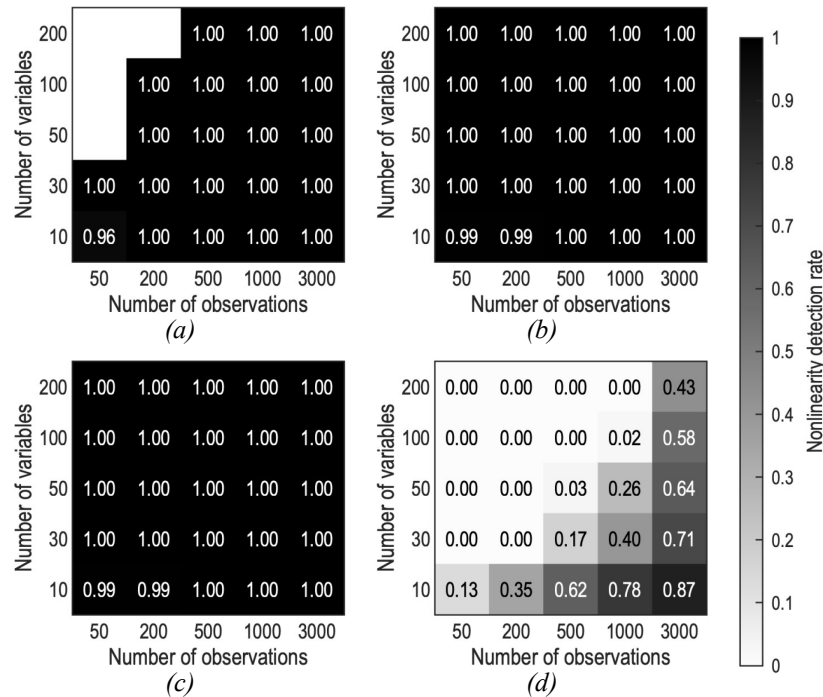 Number of variables
200 1.00 1.00 1.00
100 1.00 1.00 1.00 1.00
50 1.00 1.00 1.00 1.00
30 1.00 1.00 1.00 1.00 1.00
10 0.96 1.00 1.00 1.00 1.00
50 200 500 1000 3000
Number of observations
(a)
Number of variables
200 1.00 1.00 1.00 1.00 1.00
100 1.00 1.00 1.00 1.00 1.00
50 1.00 1.00 1.00 1.00 1.00
30 1.00 1.00 1.00 1.00 1.00
10 0.99 0.99 1.00 1.00 1.00
50 200 500 1000 3000
Number of observations
(b)
Number of variables
200 1.00 1.00 1.00 1.00 1.00
100 1.00 1.00 1.00 1.00 1.00
50 1.00 1.00 1.00 1.00 1.00
30 1.00 1.00 1.00 1.00 1.00
10 0.99 0.99 1.00 1.00 1.00
50 200 500 1000 3000
Number of observations
(c)
Number of variables
200 0.00 0.00 0.00 0.00 0.43
100 0.00 0.00 0.00 0.02 0.58
50 0.00 0.00 0.03 0.26 0.64
30 0.00 0.00 0.17 0.40 0.71
10 0.13 0.35 0.62 0.78 0.87
50 200 500 1000 3000
Number of observations
(d)
1
0.9
0.8
0.7
0.6
0.5
0.4
0.3
0.2
0.1
0
Nonlinearity detection rate